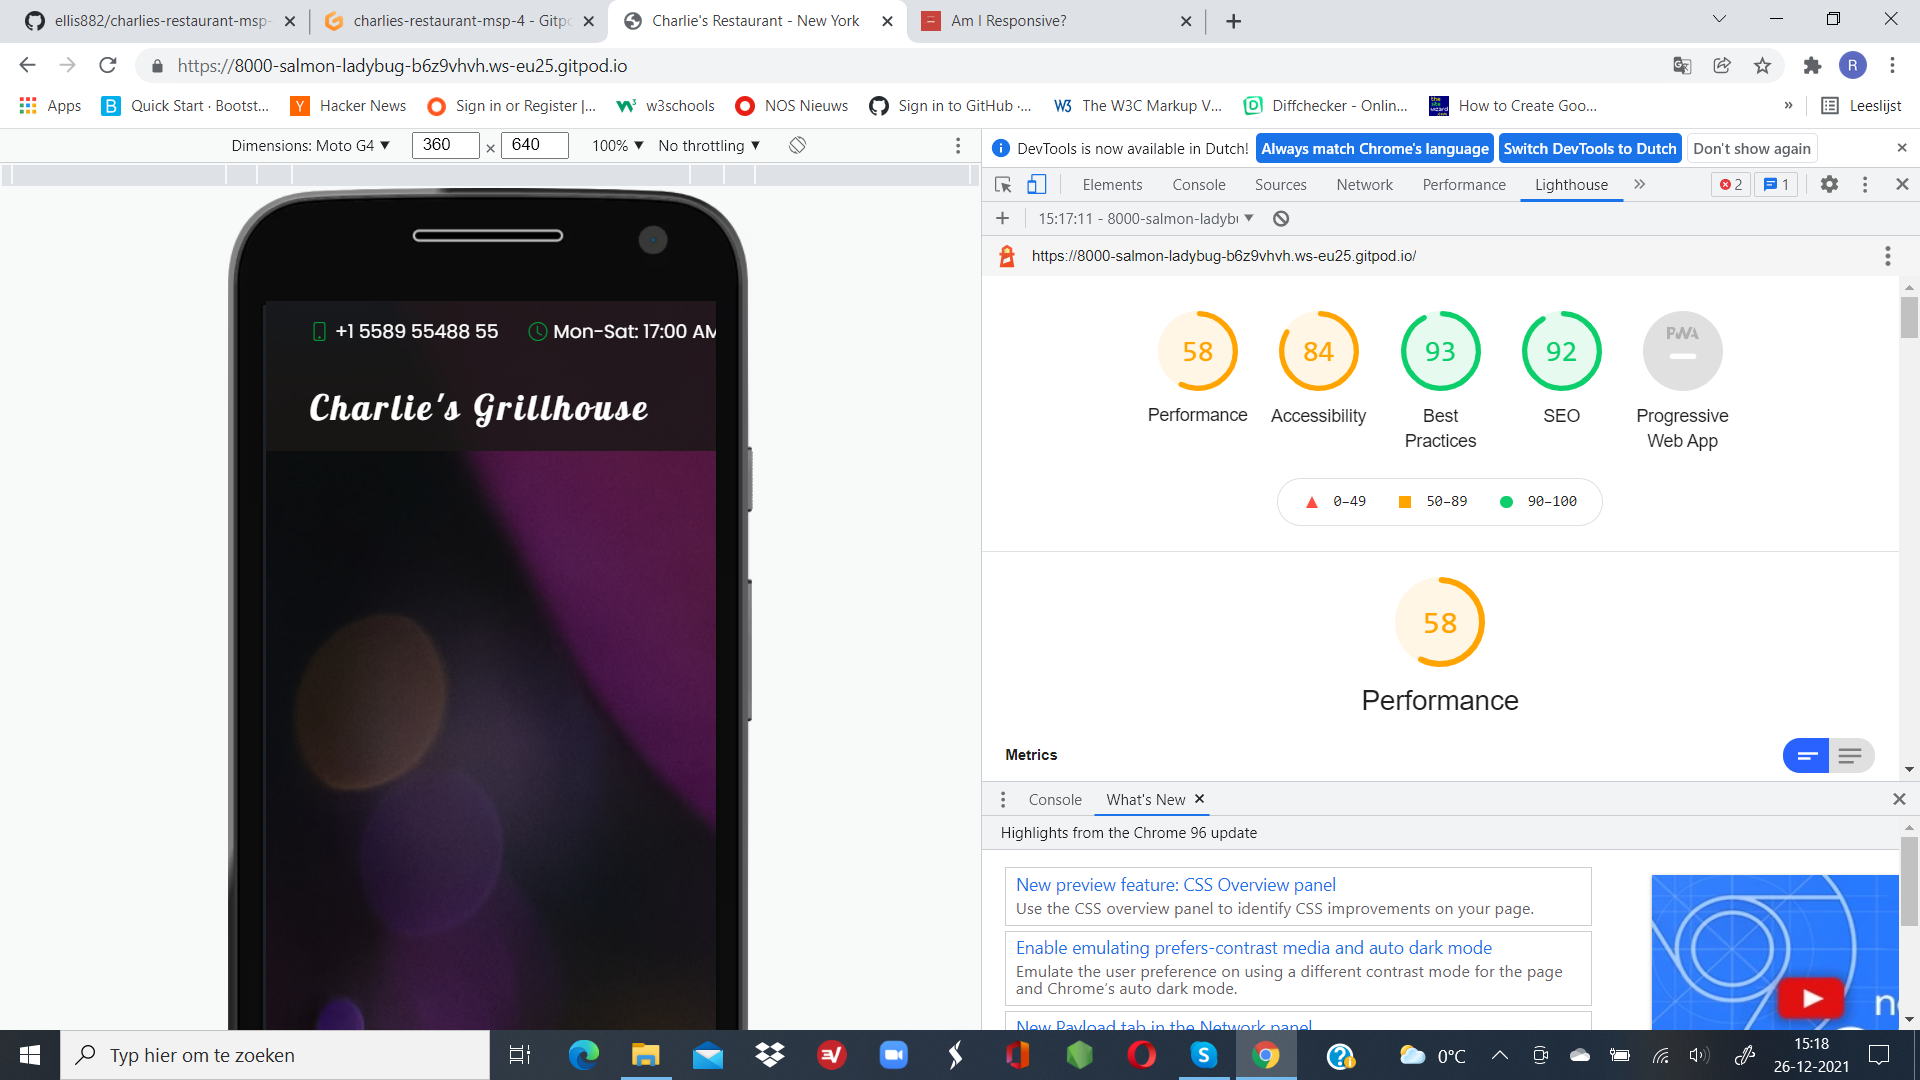 ellis882/charlies-restaurant-msp-
charlies-restaurant-msp-4 - Gitpo
Charlie's Restaurant - New York
Am I Responsive?
https://8000-salmon-ladybug-b6z9vhvh.ws-eu25.gitpod.io
R
Apps
Quick Start · Bootst...
Hacker News
Sign in or Register |...
w3schools
NOS Nieuws
Sign in to GitHub ·...
The W3C Markup V...
Diffchecker - Onlin...
How to Create Goo...
»
Leeslijst
Dimensions: Moto G4
360 × 640
100%
No throttling
DevTools is now available in Dutch!
Always match Chrome's language
Switch DevTools to Dutch
Don't show again
Elements
Console
Sources
Network
Performance
Lighthouse
»
2
1
15:17:11 - 8000-salmon-ladybu
https://8000-salmon-ladybug-b6z9vhvh.ws-eu25.gitpod.io/
+1 5589 55488 55
Mon-Sat: 17:00 AM
Charlie's Grillhouse
58
84
93
92
PWA
Performance
Accessibility
Best
Practices
SEO
Progressive
Web App
0–49
50–89
90–100
58
Performance
Metrics
Console
What's New
Highlights from the Chrome 96 update
New preview feature: CSS Overview panel
Use the CSS overview panel to identify CSS improvements on your page.
Enable emulating prefers-contrast media and auto dark mode
Emulate the user preference on using a different contrast mode for the page
and Chrome's auto dark mode.
New Payload tab in the Network panel
Typ hier om te zoeken
0°C
15:18
26-12-2021